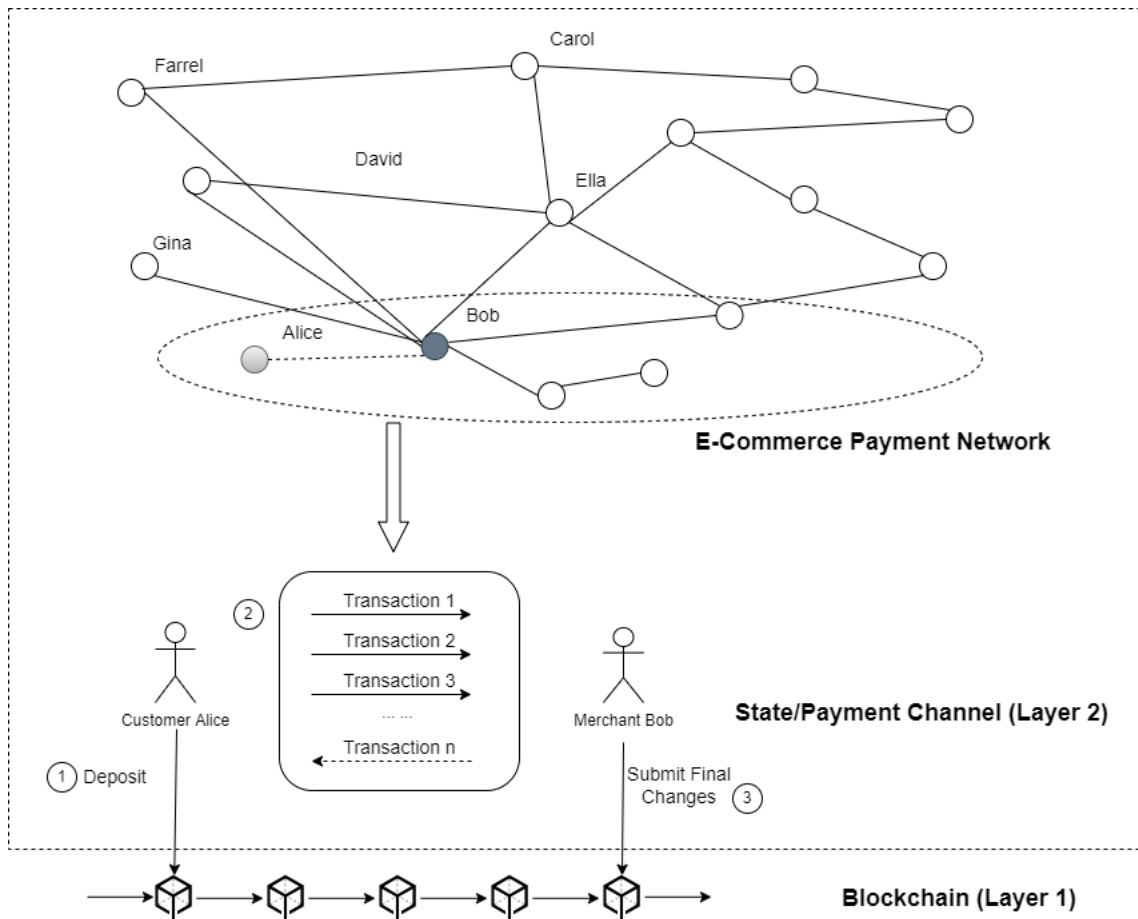 Carol
Farrel
David
Ella
Gina
Bob
Alice
E-Commerce Payment Network
2
Transaction 1
Transaction 2
Transaction 3
... ...
Transaction n
Customer Alice
Merchant Bob
State/Payment Channel (Layer 2)
1 Deposit
Submit Final
Changes 3
Blockchain (Layer 1)